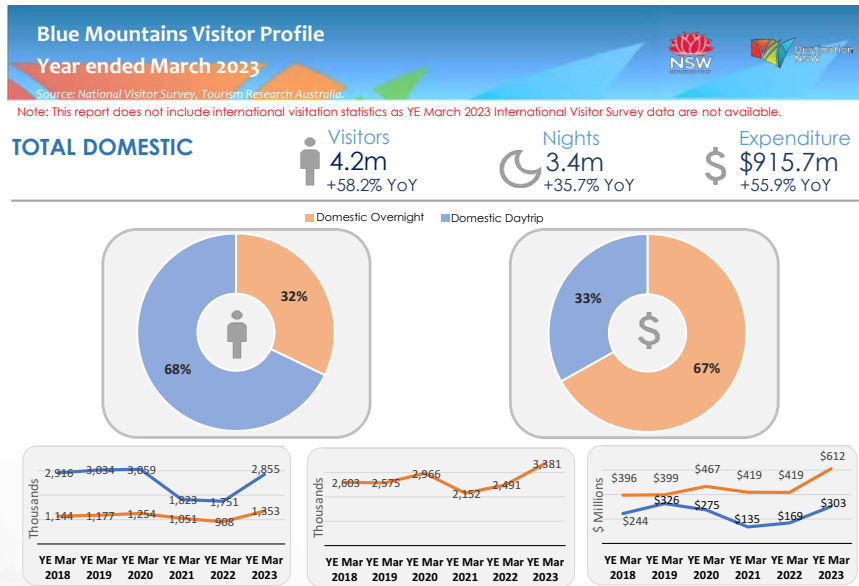 Blue Mountains Visitor Profile
Year ended March 2023
Source: National Visitor Survey, Tourism Research Australia.
NSW
GOVERNMENT
Destination
NSW
Note: This report does not include international visitation statistics as YE March 2023 International Visitor Survey data are not available.
TOTAL DOMESTIC
Visitors
4.2m
+58.2% YoY
Nights
3.4m
+35.7% YoY
$
Expenditure
$915.7m
+55.9% YoY
Domestic Overnight
Domestic Daytrip
32%
68%
33%
$
67%
Thousands
2,916 3,034 3,059 1,823 1,751 2,855
1,144 1,177 1,254 1,051 908 1,353
YE Mar YE Mar YE Mar YE Mar YE Mar YE Mar
2018 2019 2020 2021 2022 2023
Thousands
2,603 2,575 2,966 2,152 2,491 3,381
YE Mar YE Mar YE Mar YE Mar YE Mar YE Mar
2018 2019 2020 2021 2022 2023
$ Millions
$396 $399 $467 $419 $419 $612
$244 $326 $275 $135 $169 $303
YE Mar YE Mar YE Mar YE Mar YE Mar YE Mar
2018 2019 2020 2021 2022 2023